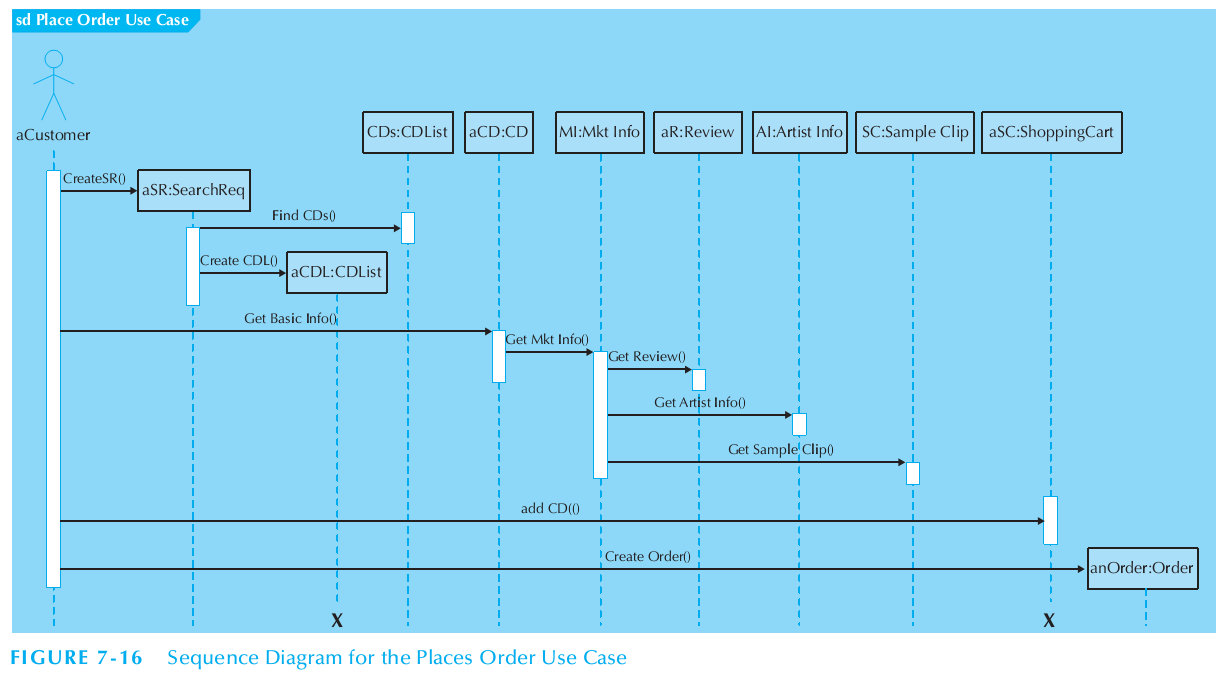 sd Place Order Use Case
aCustomer
CDs:CDList
aCD:CD
MI:Mkt Info
aR:Review
AI:Artist Info
SC:Sample Clip
aSC:ShoppingCart
CreateSR()
aSR:SearchReq
Find CDs()
Create CDL()
aCDL:CDList
Get Basic Info()
Get Mkt Info()
Get Review()
Get Artist Info()
Get Sample Clip()
add CD(()
Create Order()
anOrder:Order
X
X
FIGURE 7-16 Sequence Diagram for the Places Order Use Case